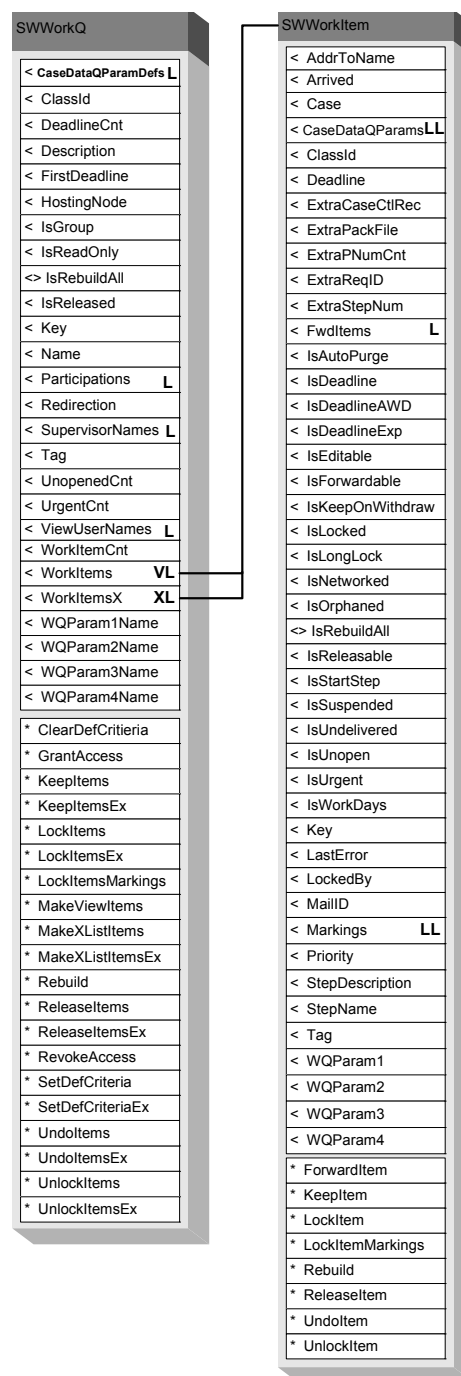 SWWorkQ
< CaseDataQParamDefs L
< ClassId
< DeadlineCnt
< Description
< FirstDeadline
< HostingNode
< IsGroup
< IsReadOnly
<> IsRebuildAll
< IsReleased
< Key
< Name
< Participations L
< Redirection
< SupervisorNames L
< Tag
< UnopenedCnt
< UrgentCnt
< ViewUserNames L
< WorkItemCnt
< WorkItems VL
< WorkItemsX XL
< WQParam1Name
< WQParam2Name
< WQParam3Name
< WQParam4Name
* ClearDefCritieria
* GrantAccess
* KeepItems
* KeepItemsEx
* LockItems
* LockItemsEx
* LockItemsMarkings
* MakeViewItems
* MakeXListItems
* MakeXListItemsEx
* Rebuild
* ReleaseItems
* ReleaseItemsEx
* RevokeAccess
* SetDefCriteria
* SetDefCriteriaEx
* UndoItems
* UndoItemsEx
* UnlockItems
* UnlockItemsEx
SWWorkItem
< AddrToName
< Arrived
< Case
< CaseDataQParams LL
< ClassId
< Deadline
< ExtraCaseCtlRec
< ExtraPackFile
< ExtraPNumCnt
< ExtraReqID
< ExtraStepNum
< FwdItems L
< IsAutoPurge
< IsDeadline
< IsDeadlineAWD
< IsDeadlineExp
< IsEditable
< IsForwardable
< IsKeepOnWithdraw
< IsLocked
< IsLongLock
< IsNetworked
< IsOrphaned
<> IsRebuildAll
< IsReleasable
< IsStartStep
< IsSuspended
< IsUndelivered
< IsUnopen
< IsUrgent
< IsWorkDays
< Key
< LastError
< LockedBy
< MailID
< Markings LL
< Priority
< StepDescription
< StepName
< Tag
< WQParam1
< WQParam2
< WQParam3
< WQParam4
* ForwardItem
* KeepItem
* LockItem
* LockItemMarkings
* Rebuild
* ReleaseItem
* UndoItem
* UnlockItem